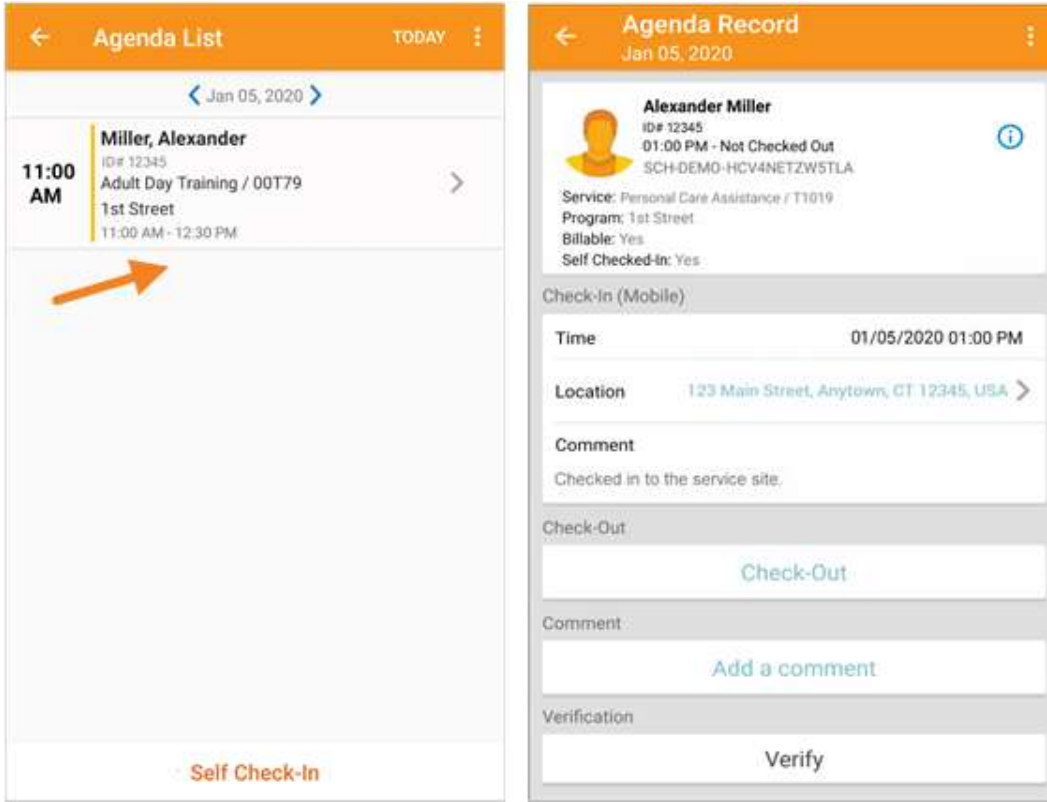 Agenda List
TODAY
Jan 05, 2020
11:00
AM
Miller, Alexander
ID# 12345
Adult Day Training / 00T79
1st Street
11:00 AM - 12:30 PM
Self Check-In
Agenda Record
Jan 05, 2020
Alexander Miller
ID# 12345
01:00 PM - Not Checked Out
SCH-DEMO-HCV4NETZW5TLA
Service: Personal Care Assistance / T1019
Program: 1st Street
Billable: Yes
Self Checked-In: Yes
Check-In (Mobile)
Time 01/05/2020 01:00 PM
Location 123 Main Street, Anytown, CT 12345, USA
Comment
Checked in to the service site.
Check-Out
Check-Out
Comment
Add a comment
Verification
Verify